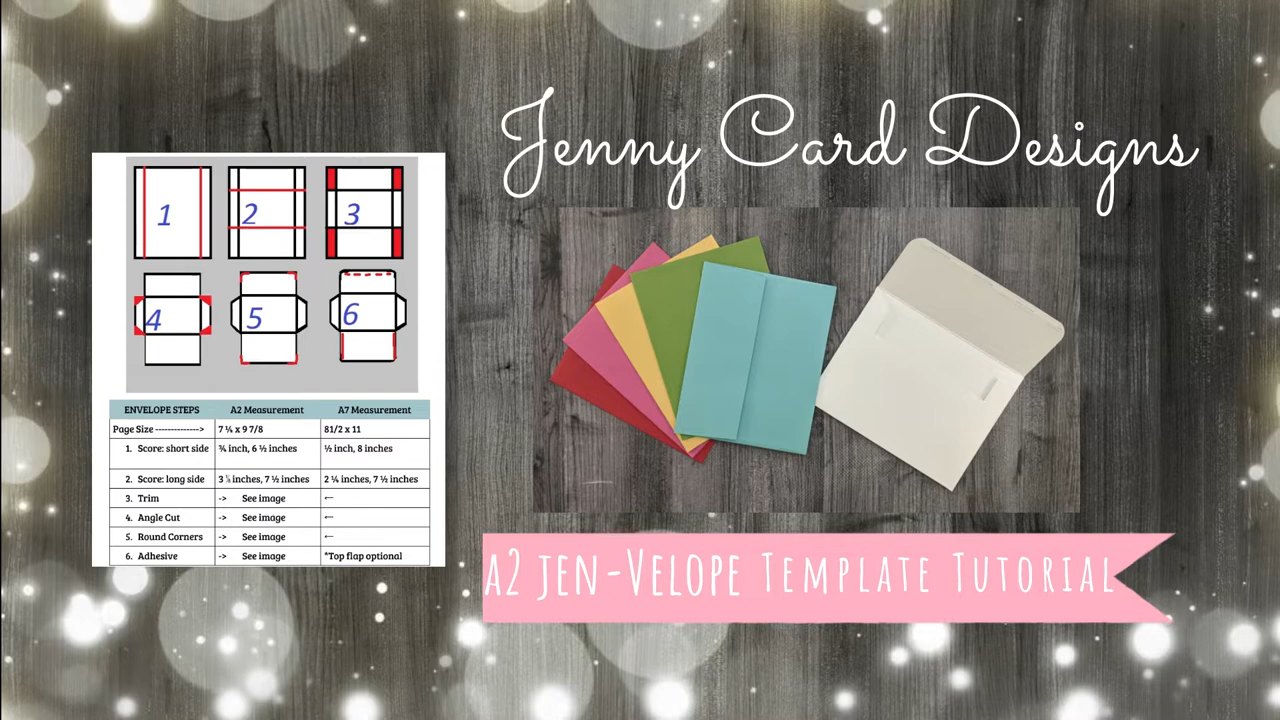 Jenny Card Designs
1
2
3
4
5
6
ENVELOPE STEPS A2 Measurement A7 Measurement
Page Size --------------> 7 ¼ x 9 7/8 81/2 x 11
1. Score: short side ¾ inch, 6 ½ inches ½ inch, 8 inches
2. Score: long side 3 ⅞ inches, 7 ½ inches 2 ¼ inches, 7 ½ inches
3. Trim -> See image ←
4. Angle Cut -> See image ←
5. Round Corners -> See image ←
6. Adhesive -> See image *Top flap optional
A2 Jen-Velope Template Tutorial